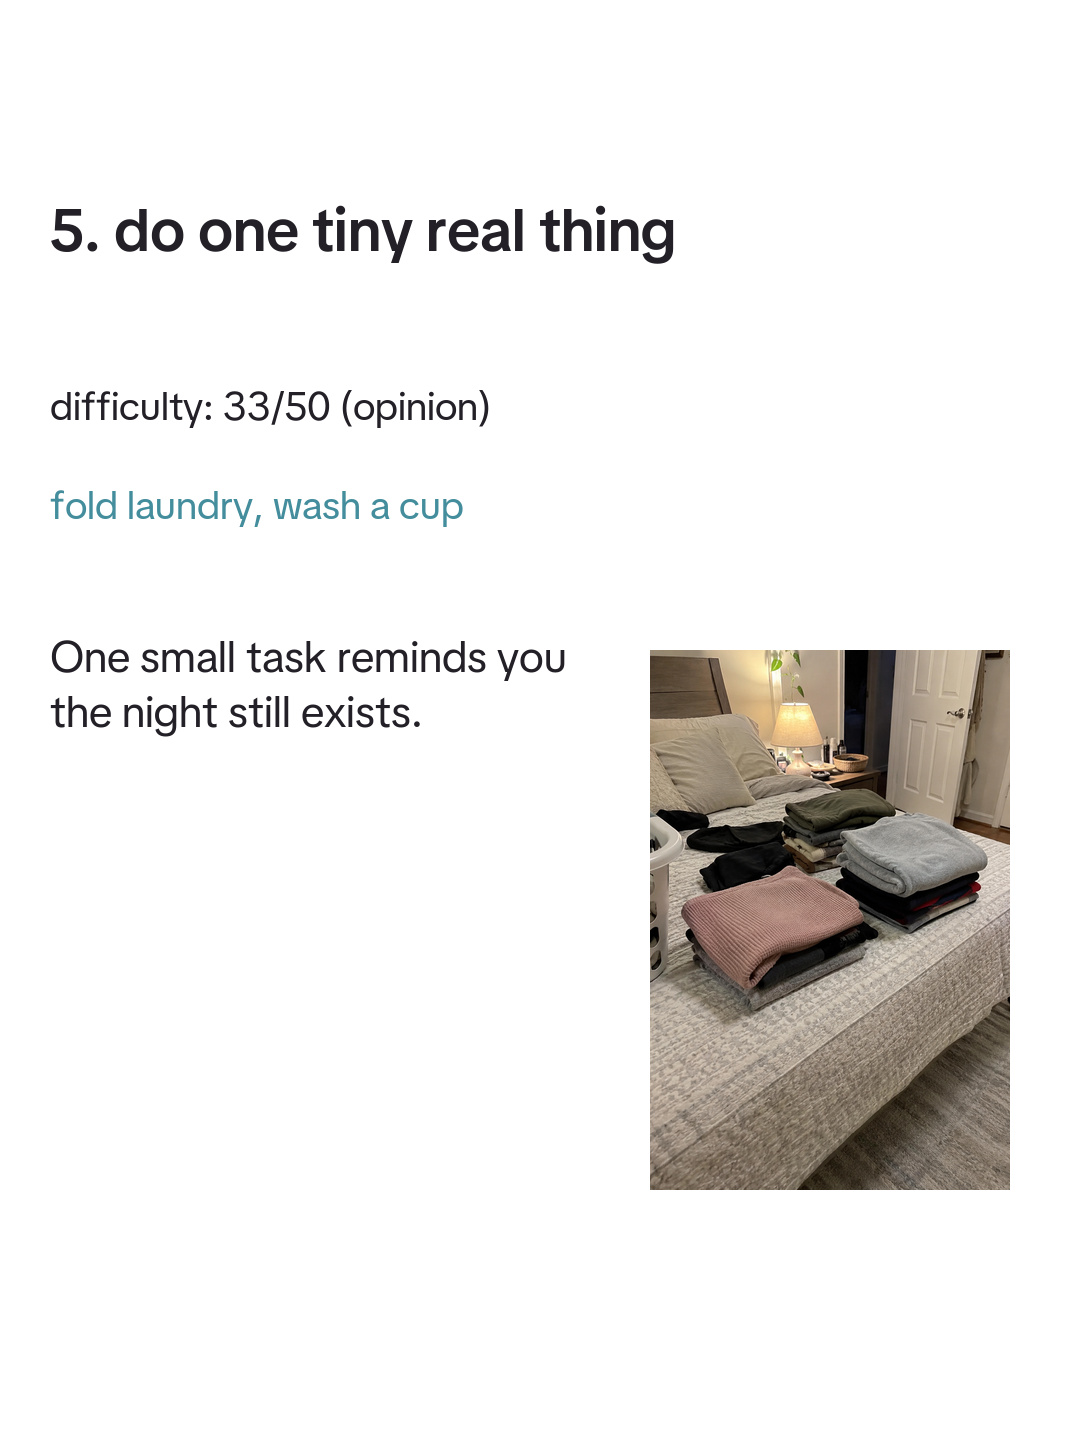 5. do one tiny real thing
difficulty: 33/50 (opinion)
fold laundry, wash a cup
One small task reminds you
the night still exists.